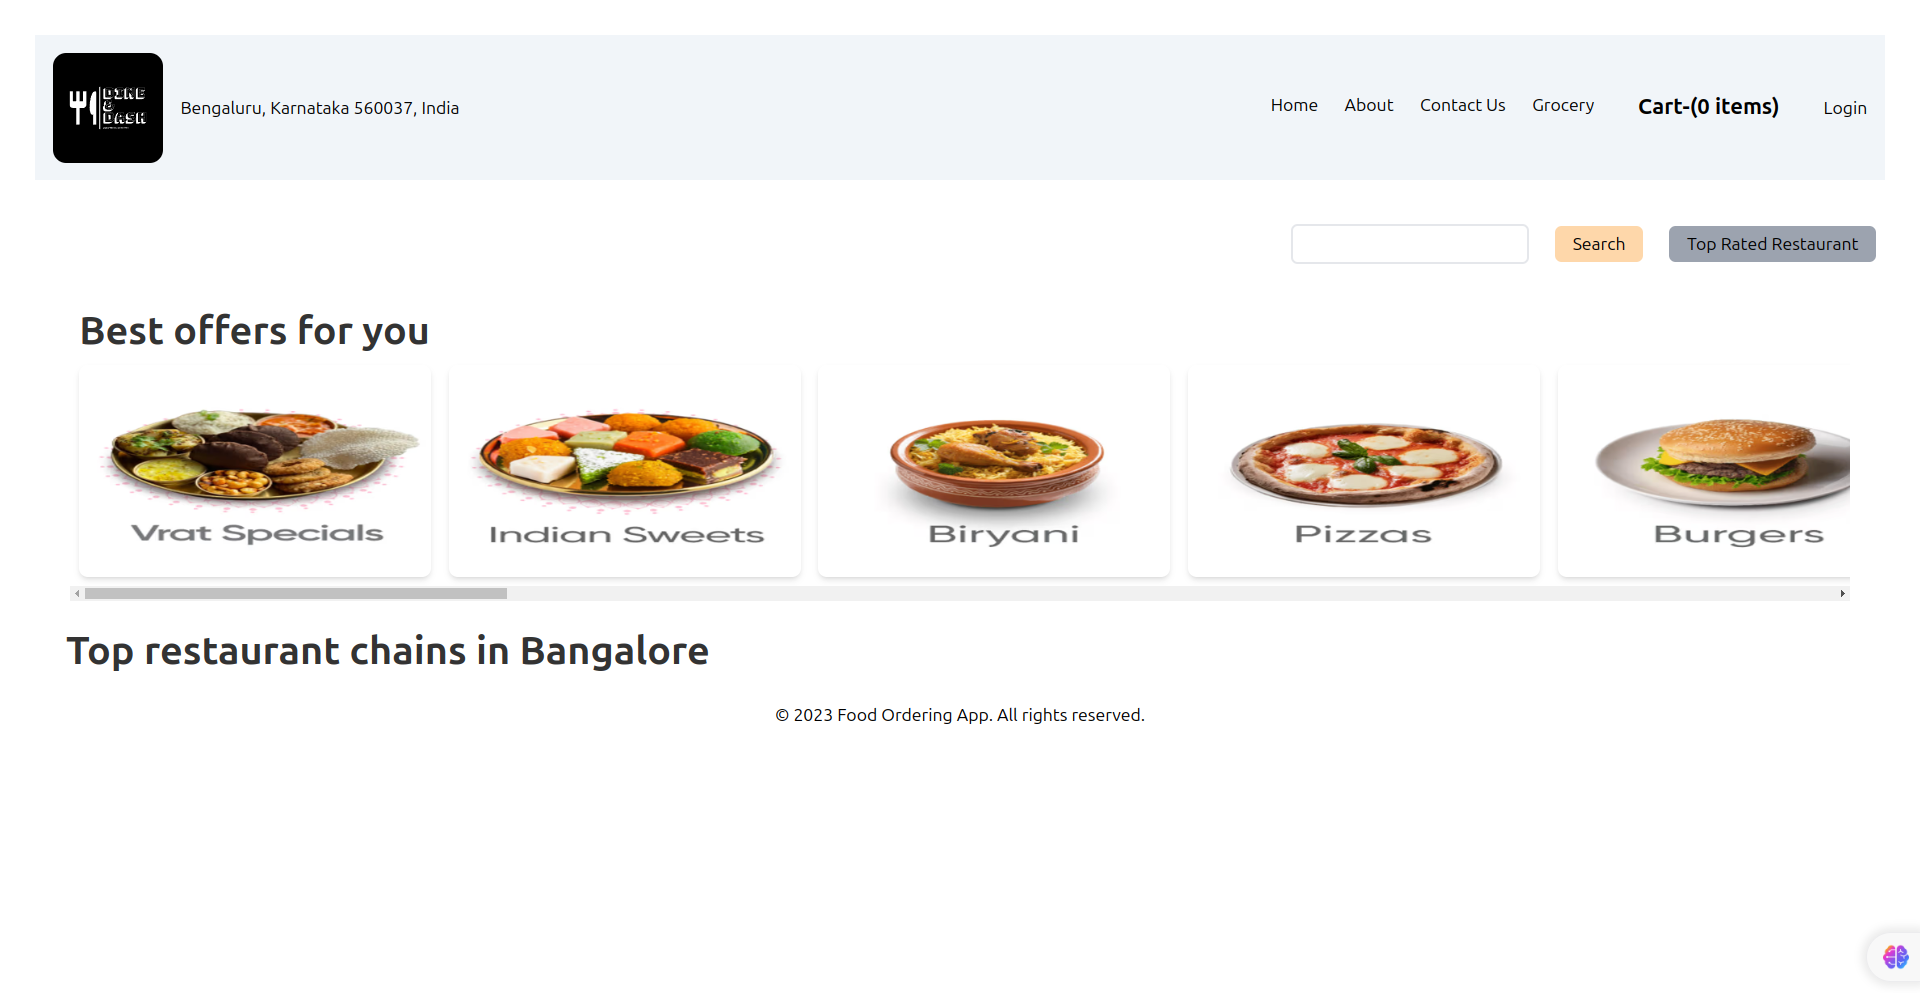 DINE
&
DASH
Bengaluru, Karnataka 560037, India
Home
About
Contact Us
Grocery
Cart-(0 items)
Login
Search
Top Rated Restaurant
Best offers for you
Vrat Specials
Indian Sweets
Biryani
Pizzas
Burgers
Top restaurant chains in Bangalore
© 2023 Food Ordering App. All rights reserved.